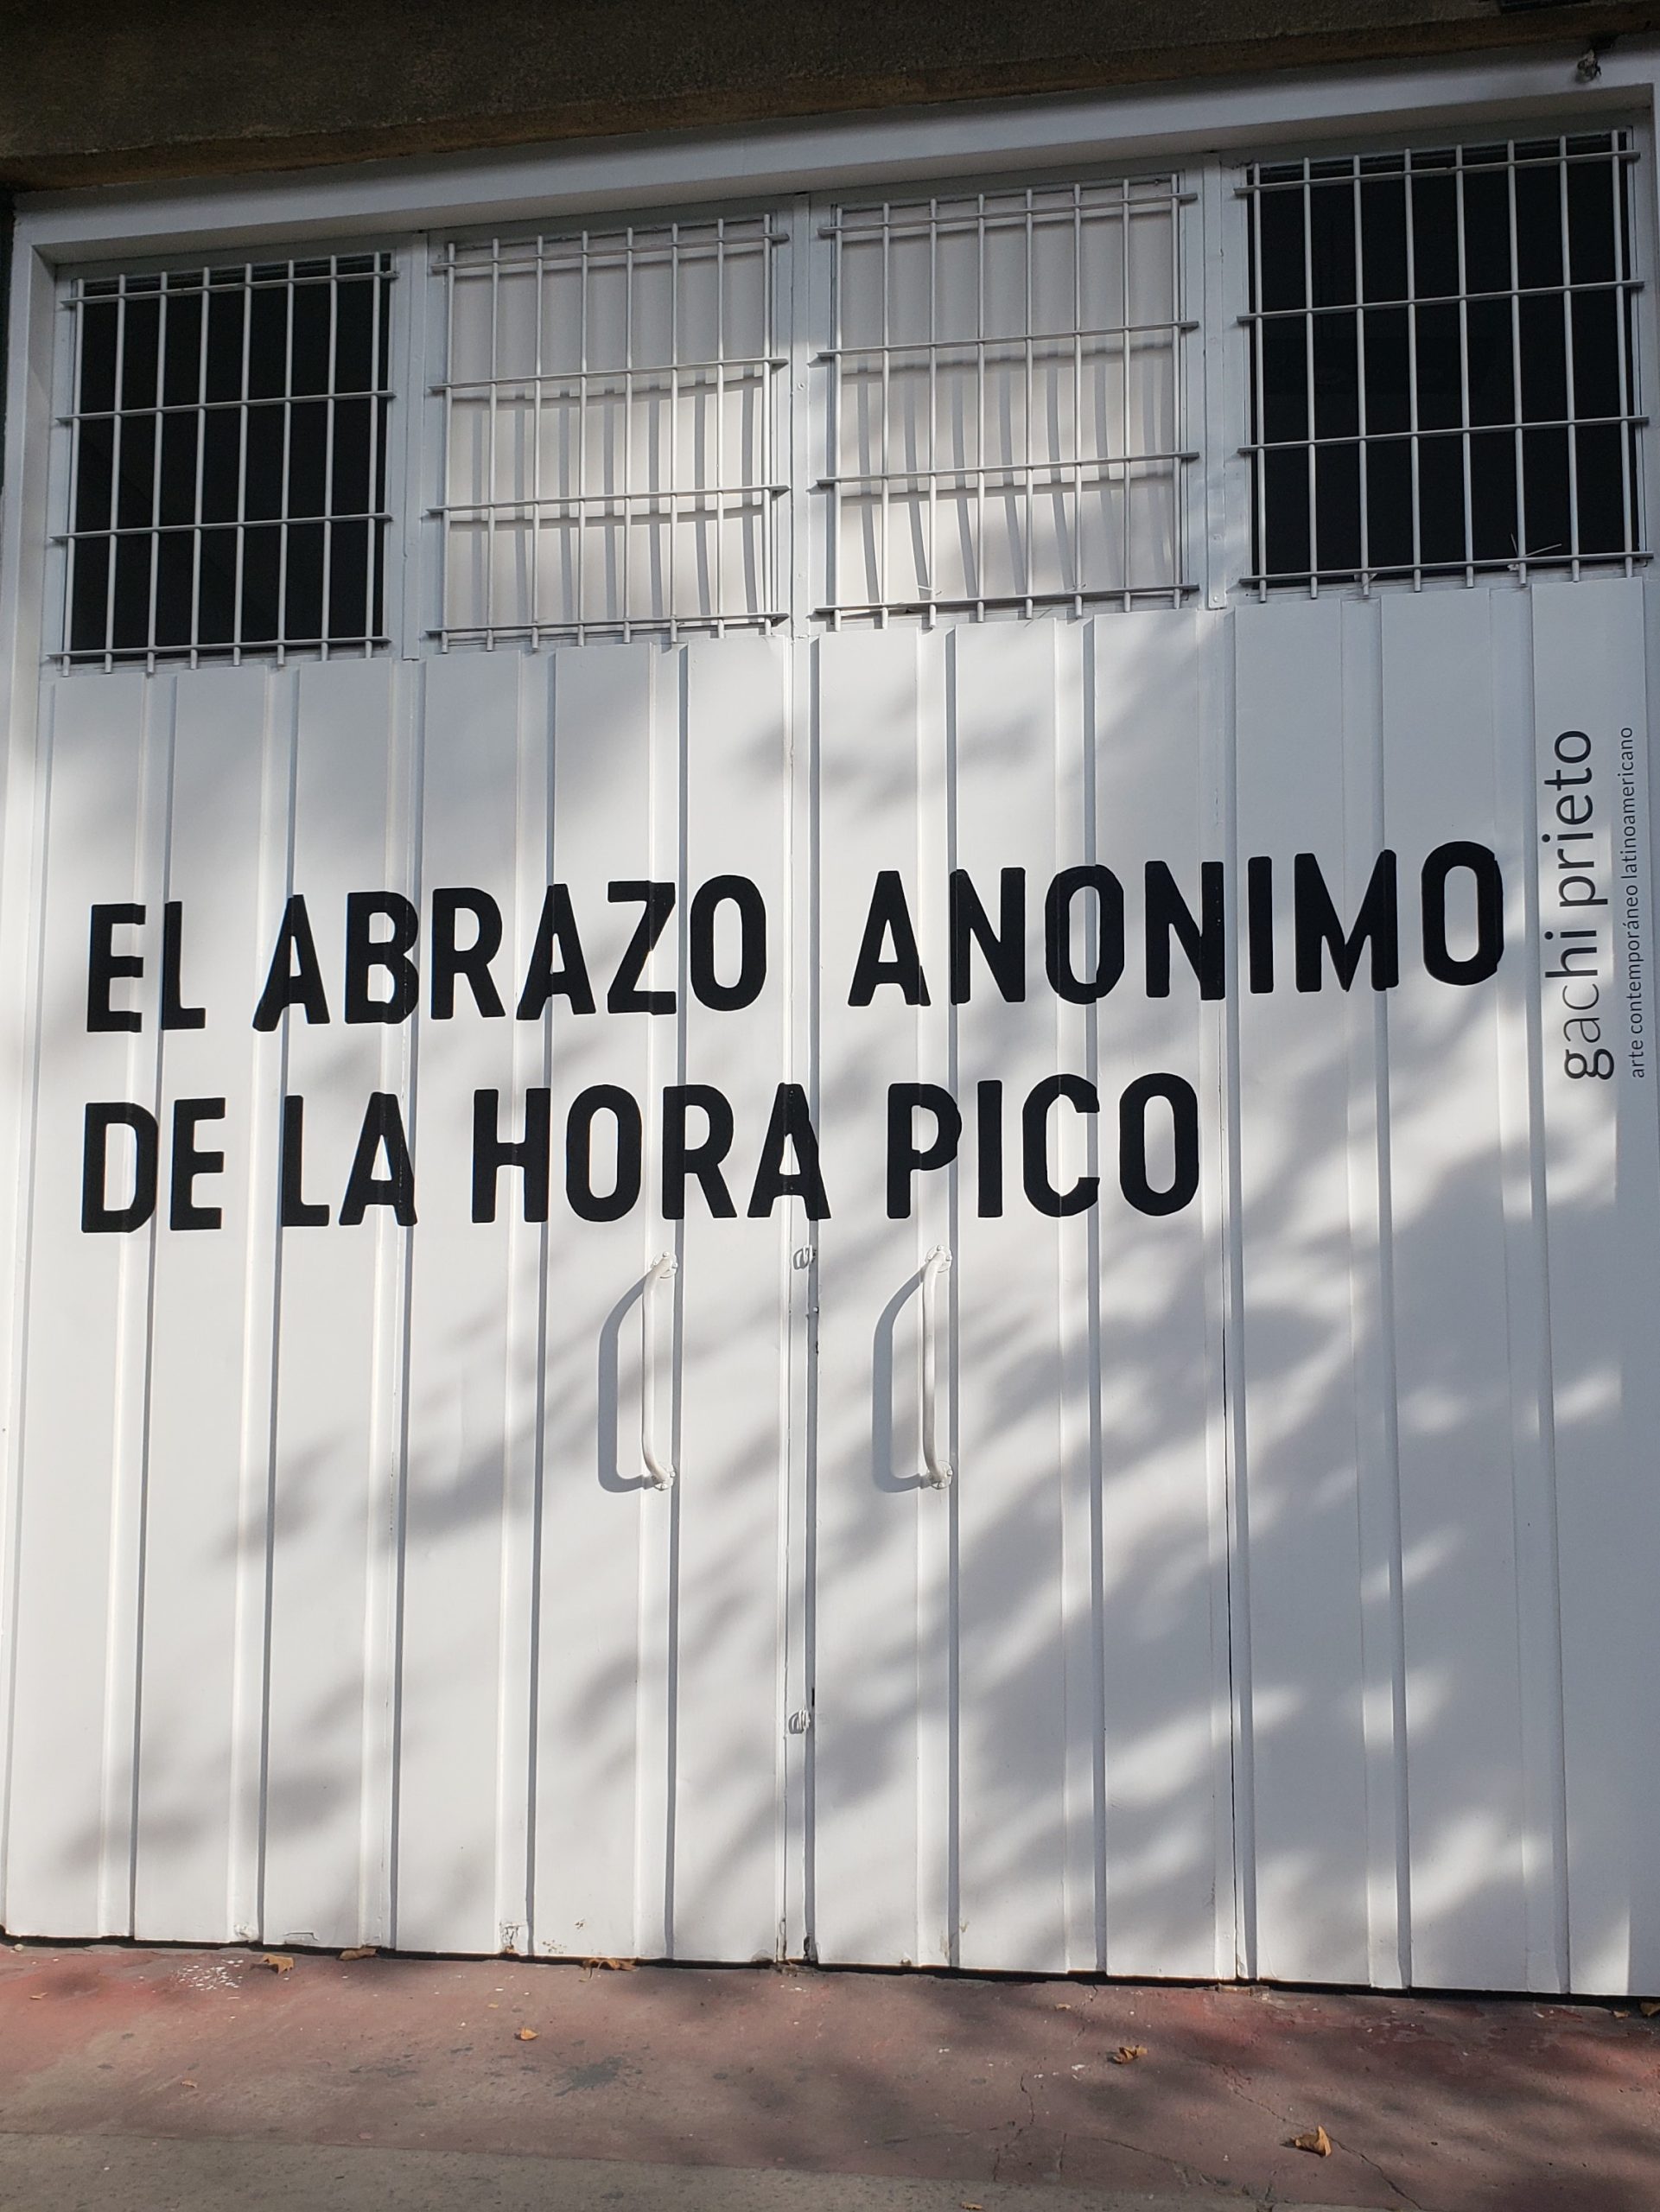 EL ABRAZO ANONIMO
DE LA HORA PICO
gachi prieto
arte contemporáneo latinoamericano